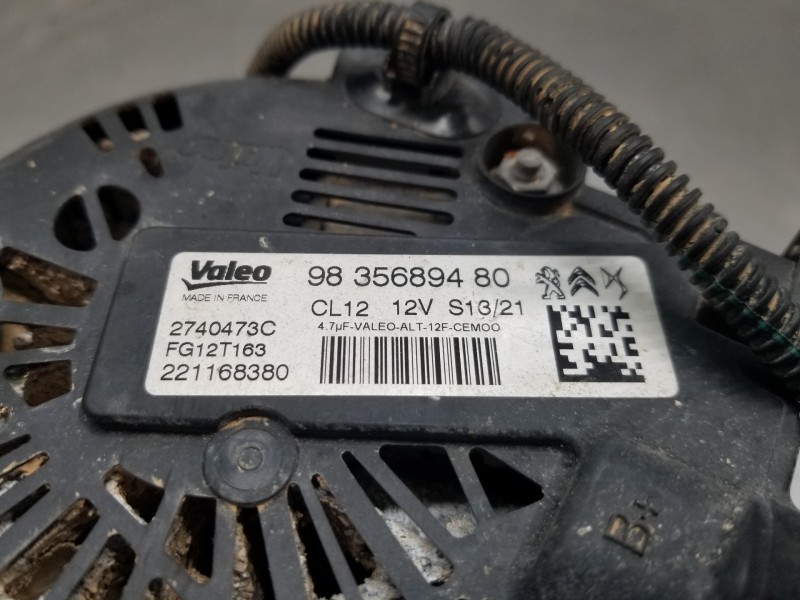 Valeo
MADE IN FRANCE
98 356894 80
CL12 12V S13/21
4.7µF-VALEO-ALT-12F-CEMOO
2740473C
FG12T163
221168380
B+